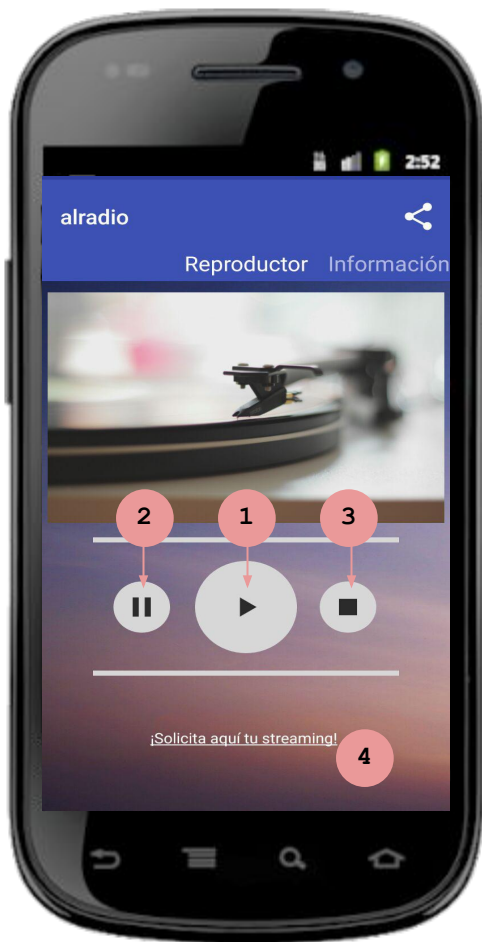 2:52
alradio
Reproductor Información
2 1 3
¡Solicita aquí tu streaming!
4